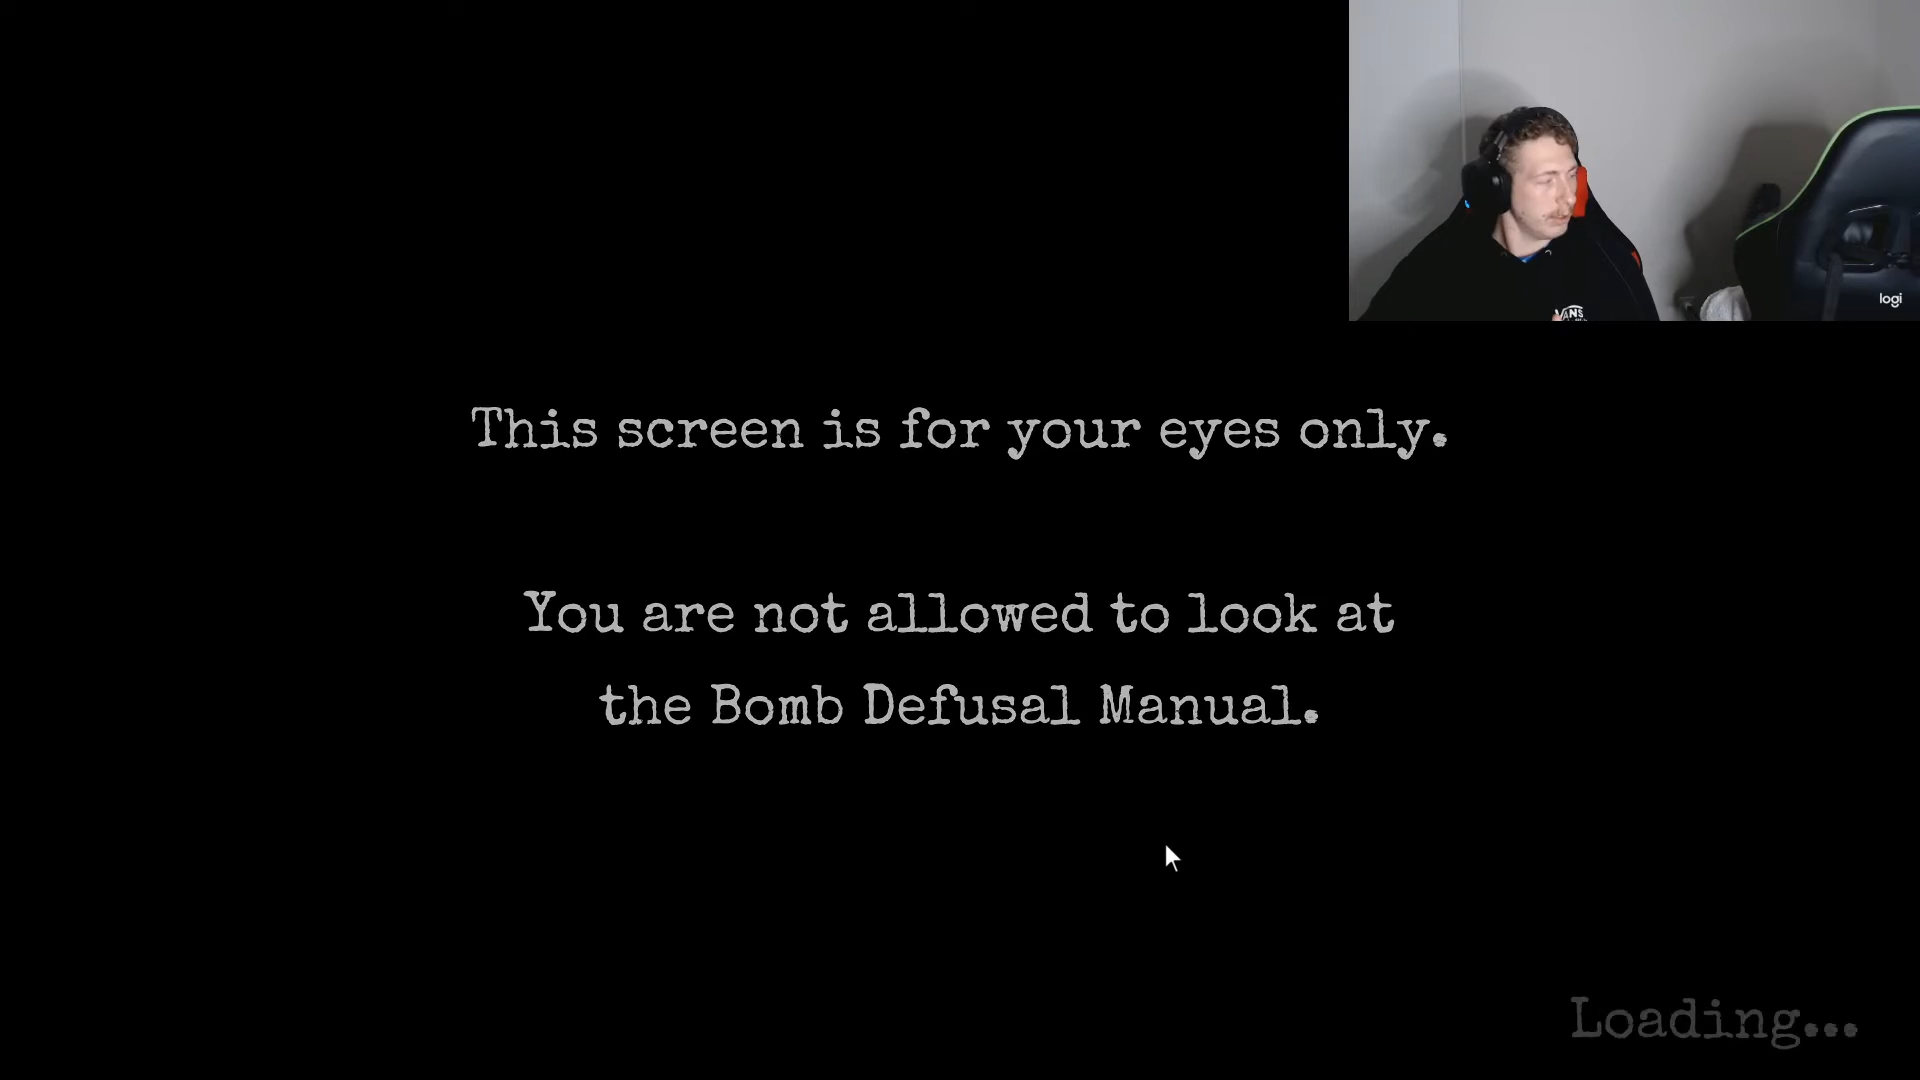 VANS
logi
This screen is for your eyes only.
You are not allowed to look at
the Bomb Defusal Manual.
Loading...